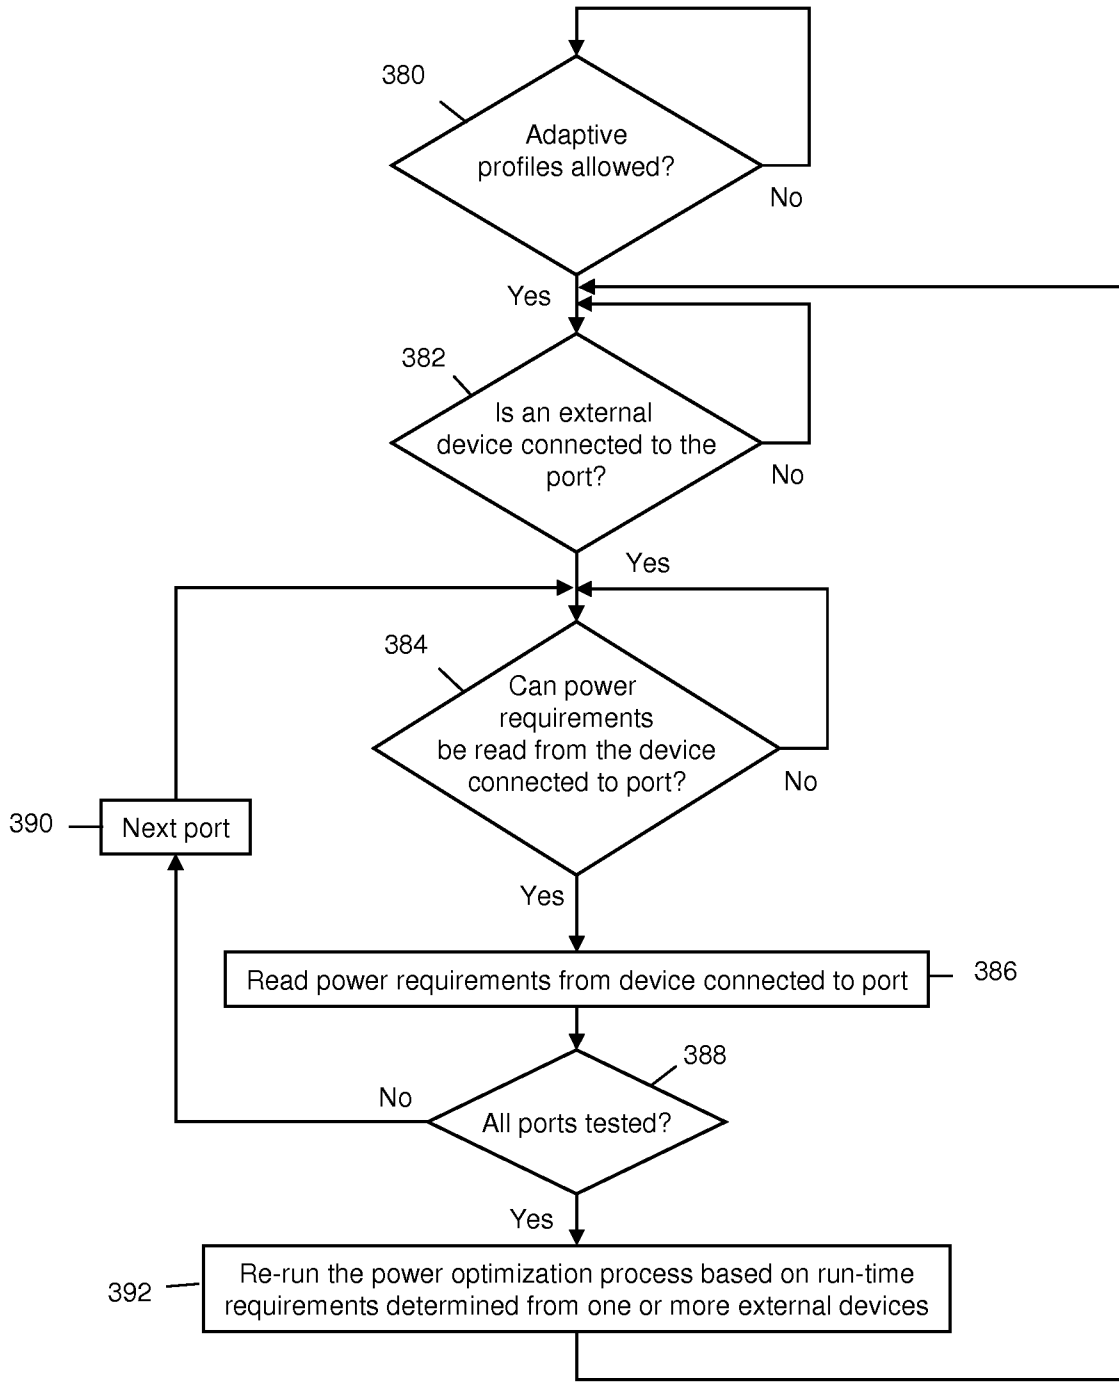 380
Adaptive
profiles allowed?
No
Yes
382
Is an external
device connected to the
port?
No
Yes
384
Can power
requirements
be read from the device
connected to port?
No
390
Next port
Yes
Read power requirements from device connected to port
386
388
No
All ports tested?
Yes
392
Re-run the power optimization process based on run-time
requirements determined from one or more external devices